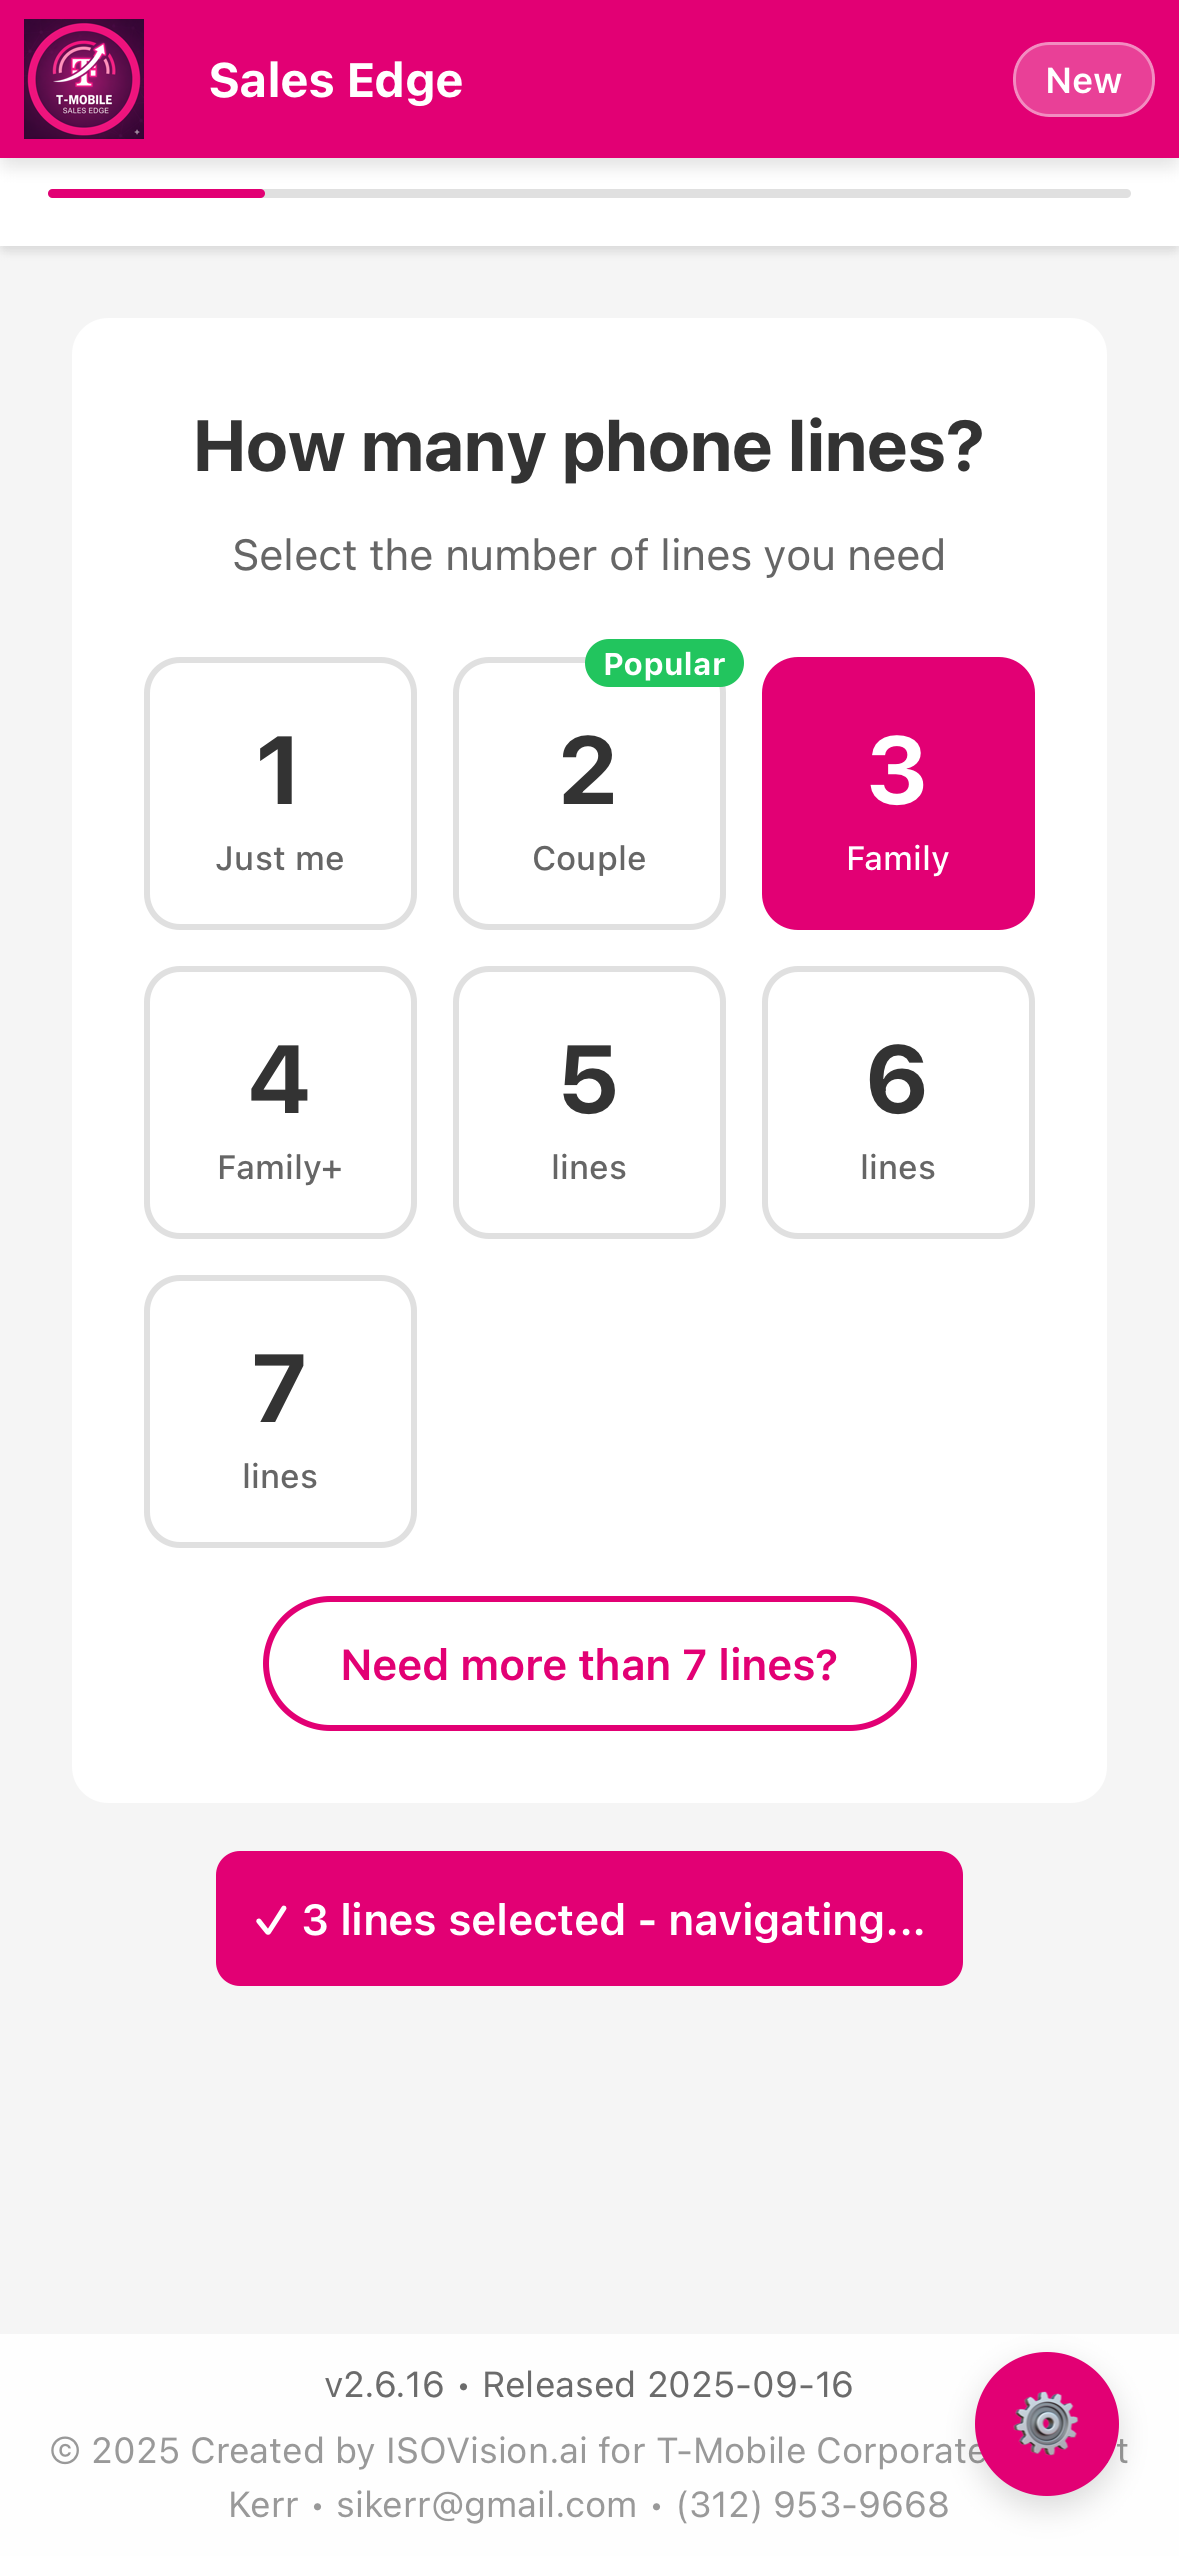 T-MOBILE
SALES EDGE
Sales Edge
New
How many phone lines?
Select the number of lines you need
Popular
1
Just me
2
Couple
3
Family
4
Family+
5
lines
6
lines
7
lines
Need more than 7 lines?
✓ 3 lines selected - navigating...
v2.6.16 • Released 2025-09-16
© 2025 Created by ISOVision.ai for T-Mobile Corporate
Kerr • sikerr@gmail.com • (312) 953-9668